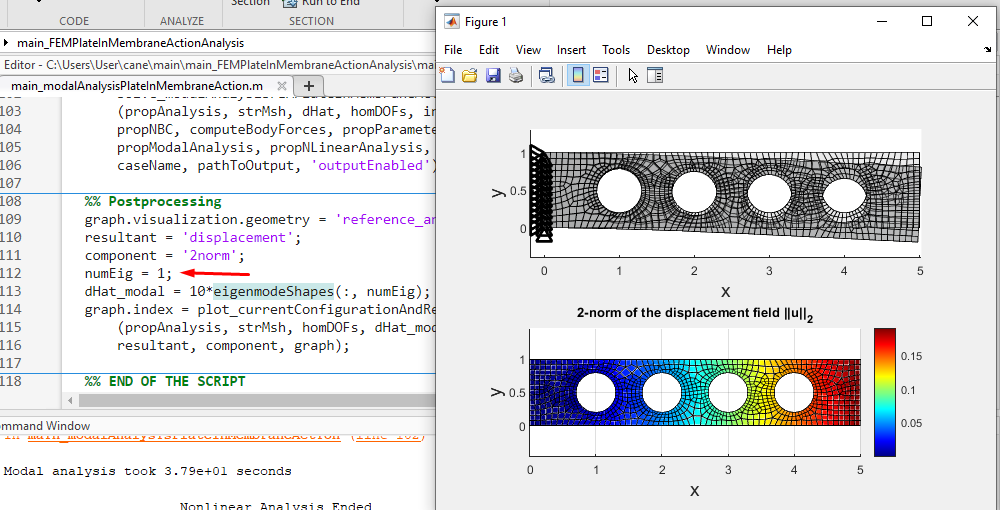 Section
Run to End
CODE
ANALYZE
SECTION
main_FEMPlateInMembraneActionAnalysis
Editor - C:\Users\User\cane\main\main_FEMPlateInMembraneActionAnalysis\ma
main_modalAnalysisPlateInMembraneAction.m
103 (propAnalysis, strMsh, dHat, homDOFs, in
104 propNBC, computeBodyForces, propParamete
105 propModalAnalysis, propNLinearAnalysis,
106 caseName, pathToOutput, 'outputEnabled')
107
108 %% Postprocessing
109 graph.visualization.geometry = 'reference_an
110 resultant = 'displacement';
111 component = '2norm';
112 numEig = 1;
113 dHat_modal = 10*eigenmodeShapes(:, numEig);
114 graph.index = plot_currentConfigurationAndRe
115 (propAnalysis, strMsh, homDOFs, dHat_mod
116 resultant, component, graph);
117
118 %% END OF THE SCRIPT
ommand Window
in main_modalAnalysisPlateInMembraneAction (line 102)
Modal analysis took 3.79e+01 seconds
Nonlinear Analysis Ended
Figure 1
File Edit View Insert Tools Desktop Window Help
1
0.5
0
y
0 1 2 3 4 5
x
2-norm of the displacement field ||u||2
1
0.5
0
y
0 1 2 3 4 5
x
0.15
0.1
0.05